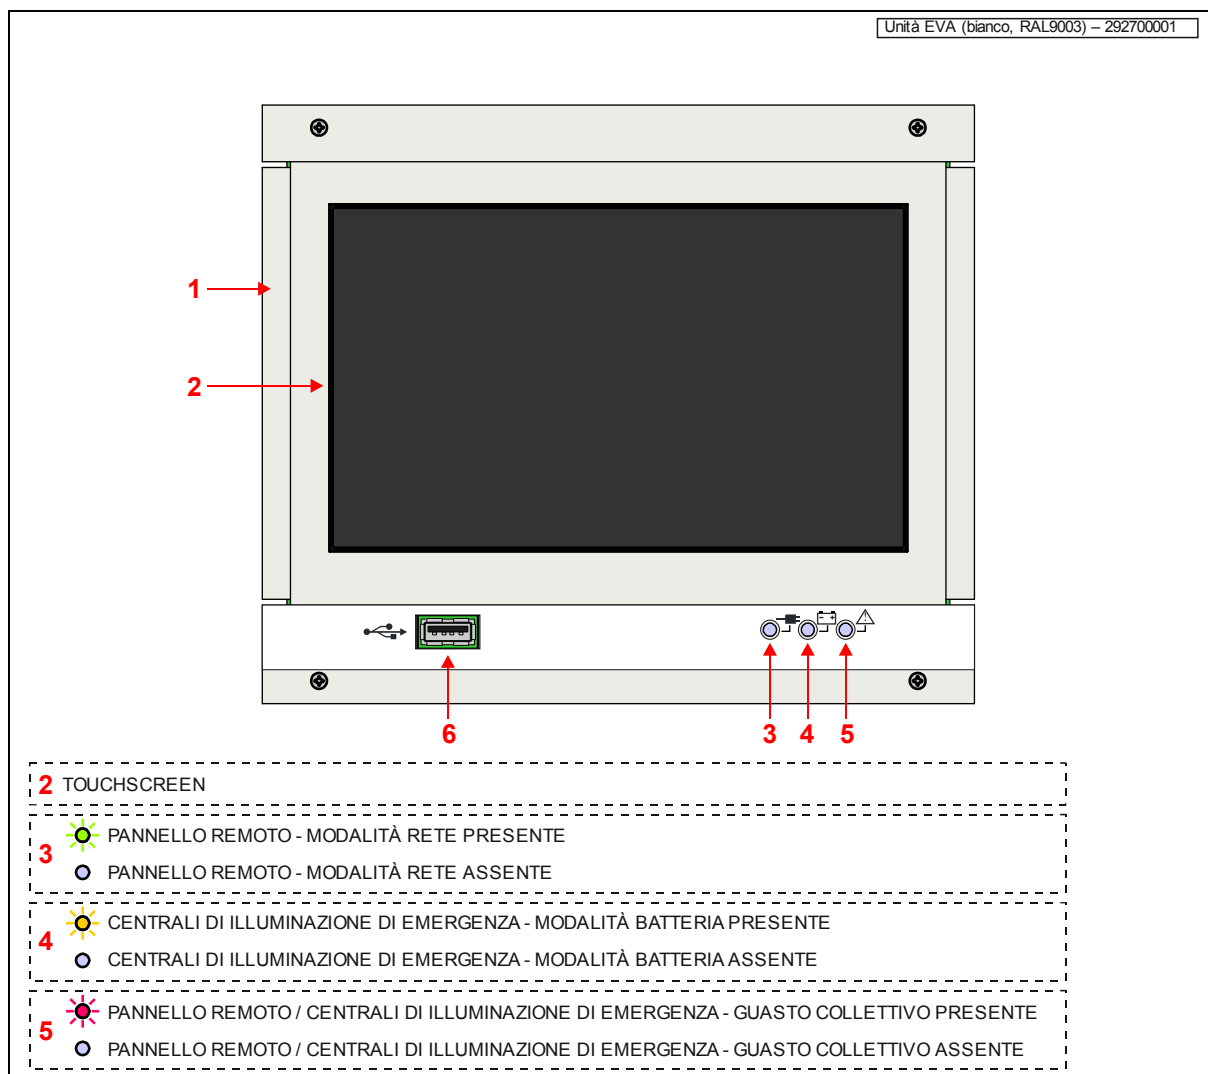 Unità EVA (bianco, RAL9003) – 292700001
1
2
6
3 4 5
2 TOUCHSCREEN
3
PANNELLO REMOTO - MODALITÀ RETE PRESENTE
PANNELLO REMOTO - MODALITÀ RETE ASSENTE
4
CENTRALI DI ILLUMINAZIONE DI EMERGENZA - MODALITÀ BATTERIA PRESENTE
CENTRALI DI ILLUMINAZIONE DI EMERGENZA - MODALITÀ BATTERIA ASSENTE
5
PANNELLO REMOTO / CENTRALI DI ILLUMINAZIONE DI EMERGENZA - GUASTO COLLETTIVO PRESENTE
PANNELLO REMOTO / CENTRALI DI ILLUMINAZIONE DI EMERGENZA - GUASTO COLLETTIVO ASSENTE